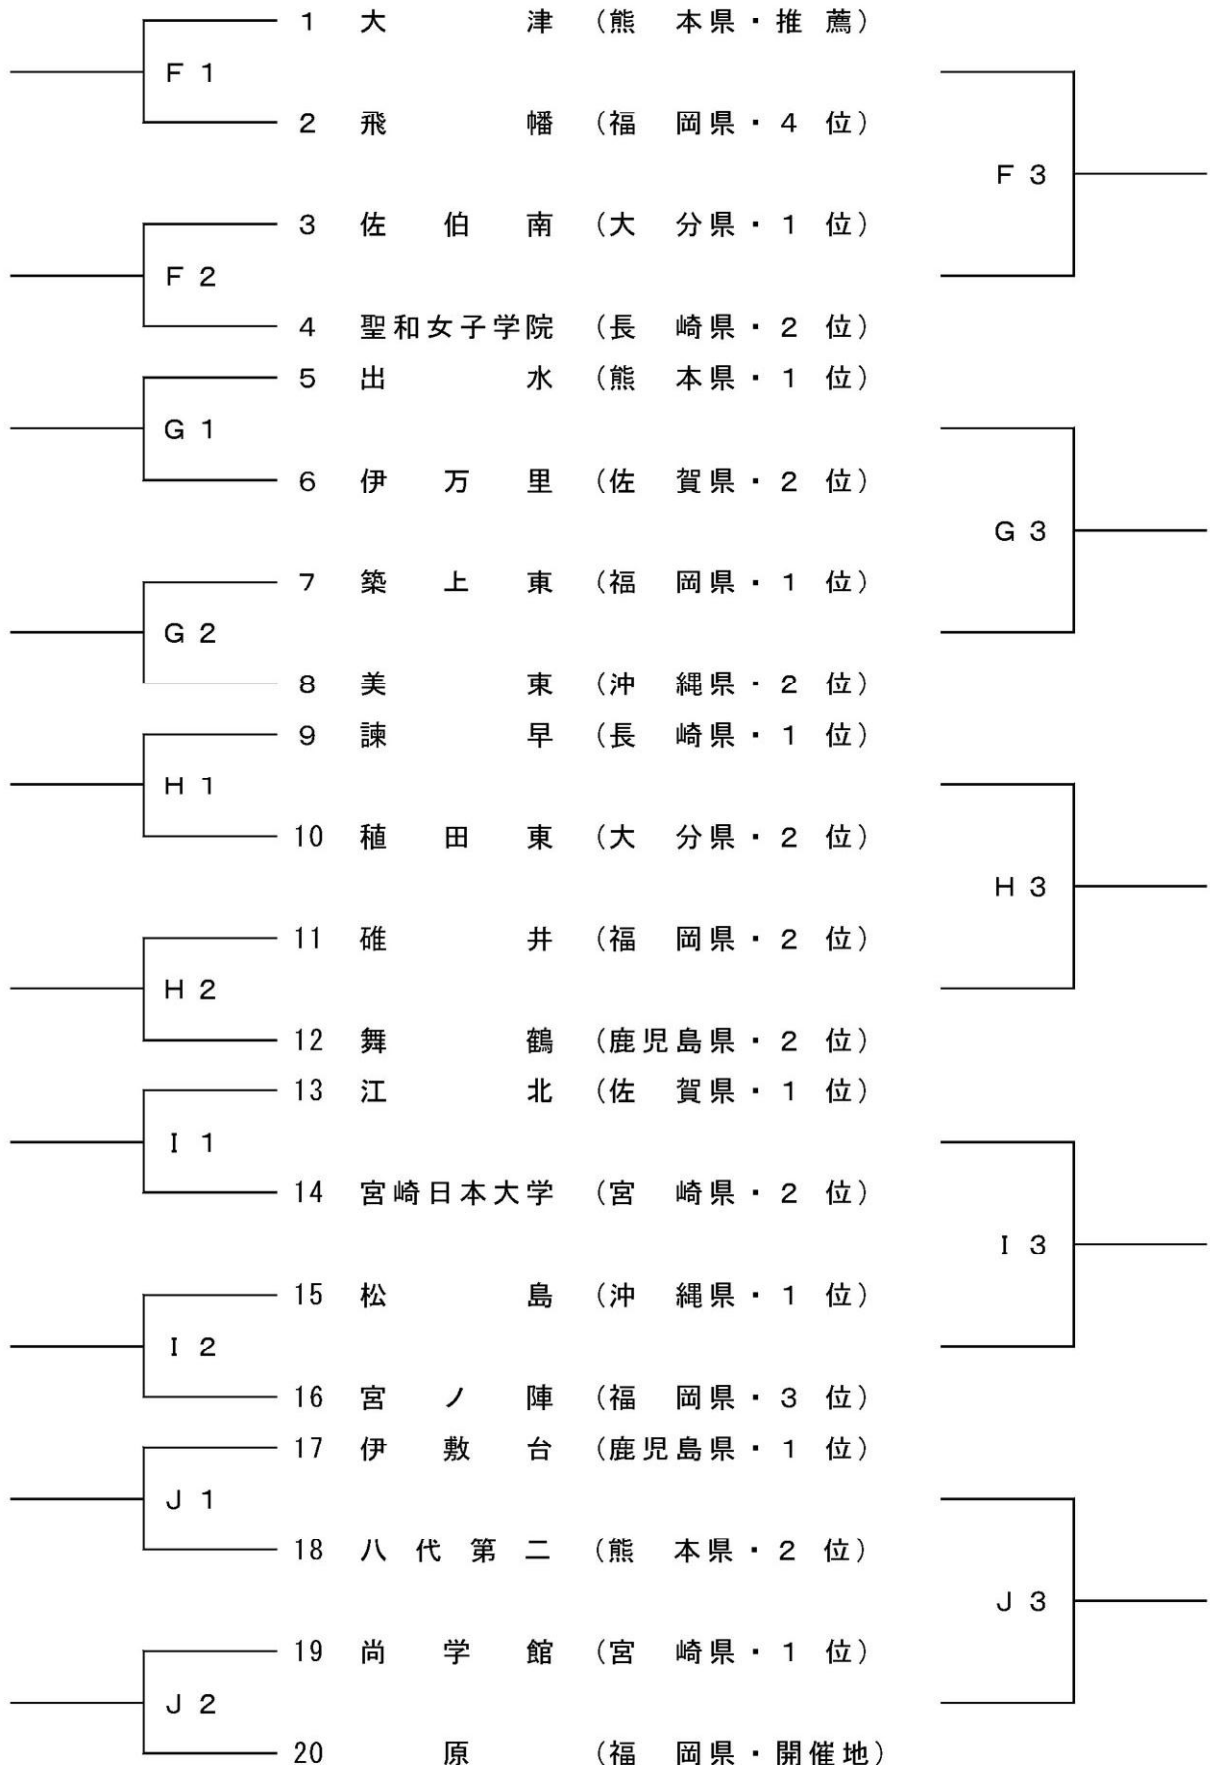 1 大津 (熊本県・推薦)
F 1
2 飛幡 (福岡県・4位)
F 3
3 佐伯南 (大分県・1位)
F 2
4 聖和女子学院 (長崎県・2位)
5 出水 (熊本県・1位)
G 1
6 伊万里 (佐賀県・2位)
G 3
7 築上東 (福岡県・1位)
G 2
8 美東 (沖縄県・2位)
9 諫早 (長崎県・1位)
H 1
10 稙田東 (大分県・2位)
H 3
11 碓井 (福岡県・2位)
H 2
12 舞鶴 (鹿児島県・2位)
13 江北 (佐賀県・1位)
I 1
14 宮崎日本大学 (宮崎県・2位)
I 3
15 松島 (沖縄県・1位)
I 2
16 宮ノ陣 (福岡県・3位)
17 伊敷台 (鹿児島県・1位)
J 1
18 八代第二 (熊本県・2位)
J 3
19 尚学館 (宮崎県・1位)
J 2
20 原 (福岡県・開催地)